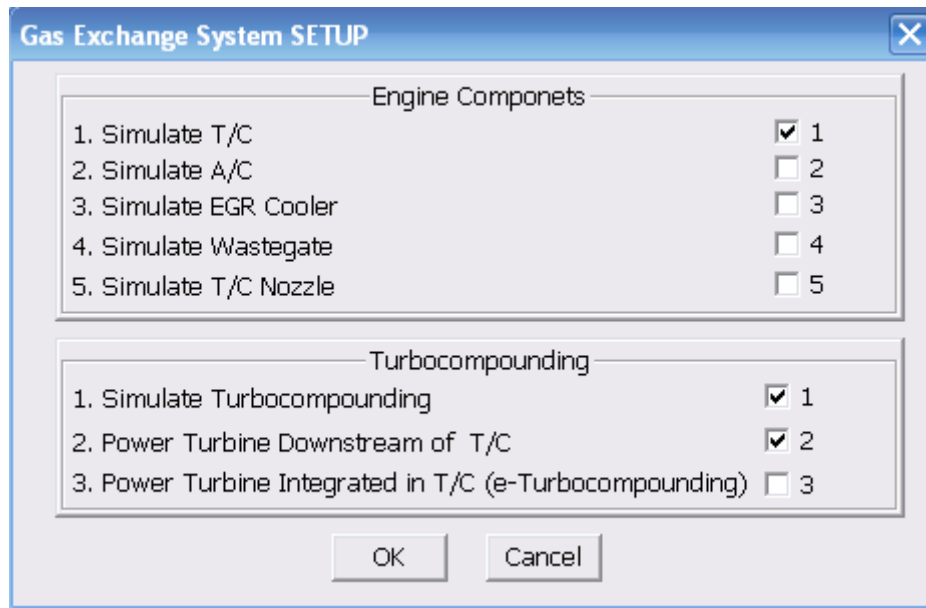 Gas Exchange System SETUP
Engine Componets
1. Simulate T/C 1
2. Simulate A/C 2
3. Simulate EGR Cooler 3
4. Simulate Wastegate 4
5. Simulate T/C Nozzle 5
Turbocompounding
1. Simulate Turbocompounding 1
2. Power Turbine Downstream of T/C 2
3. Power Turbine Integrated in T/C (e-Turbocompounding) 3
OK Cancel